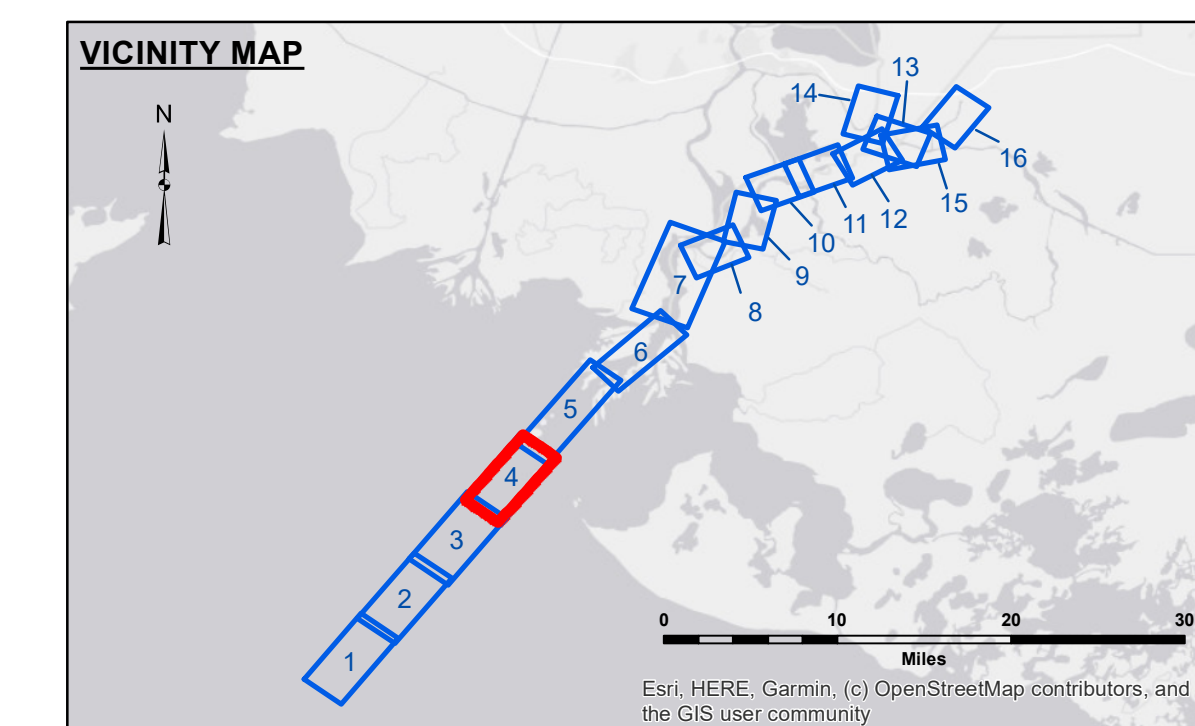 VICINITY MAP
N
13
14
16
15
12
11
10
9
8
7
6
5
4
3
2
1
0 10 20 30
Miles
Esri, HERE, Garmin, (c) OpenStreetMap contributors, and
the GIS user community